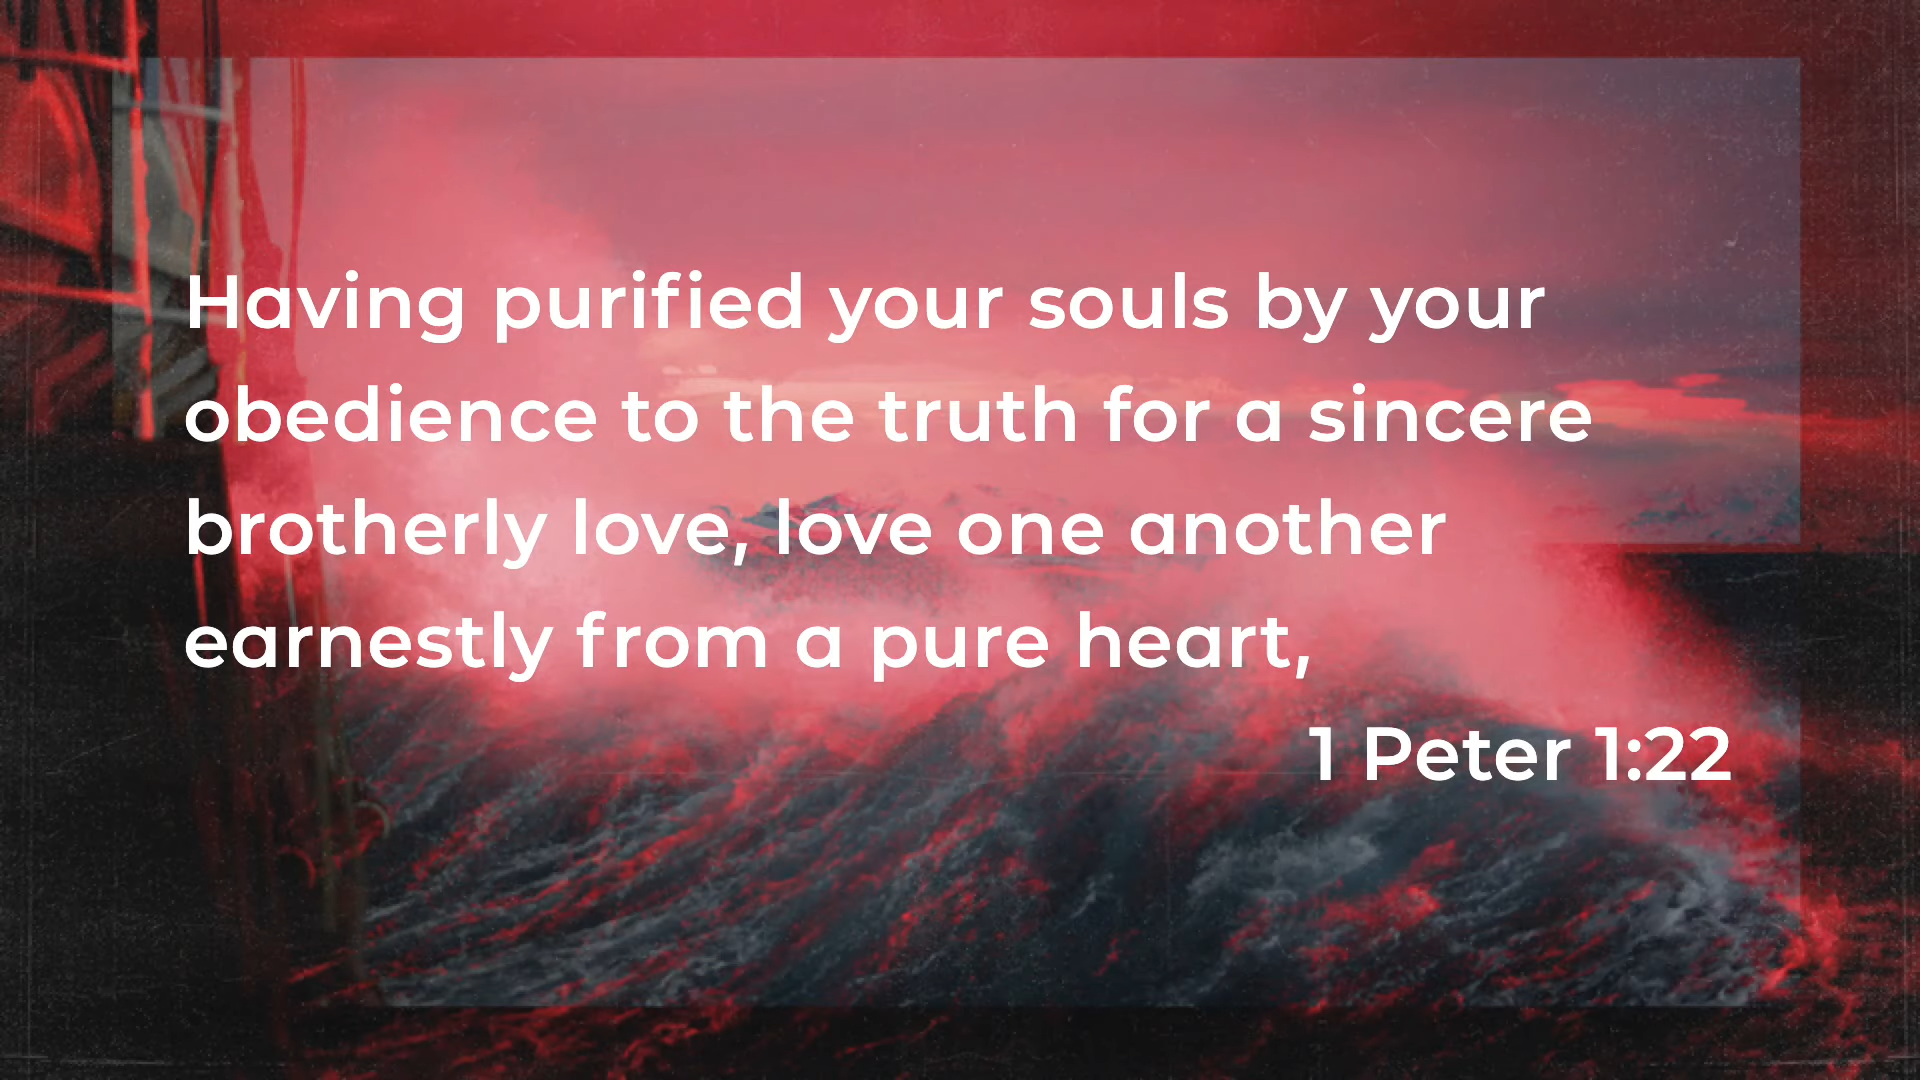 Having purified your souls by your
obedience to the truth for a sincere
brotherly love, love one another
earnestly from a pure heart,
1 Peter 1:22